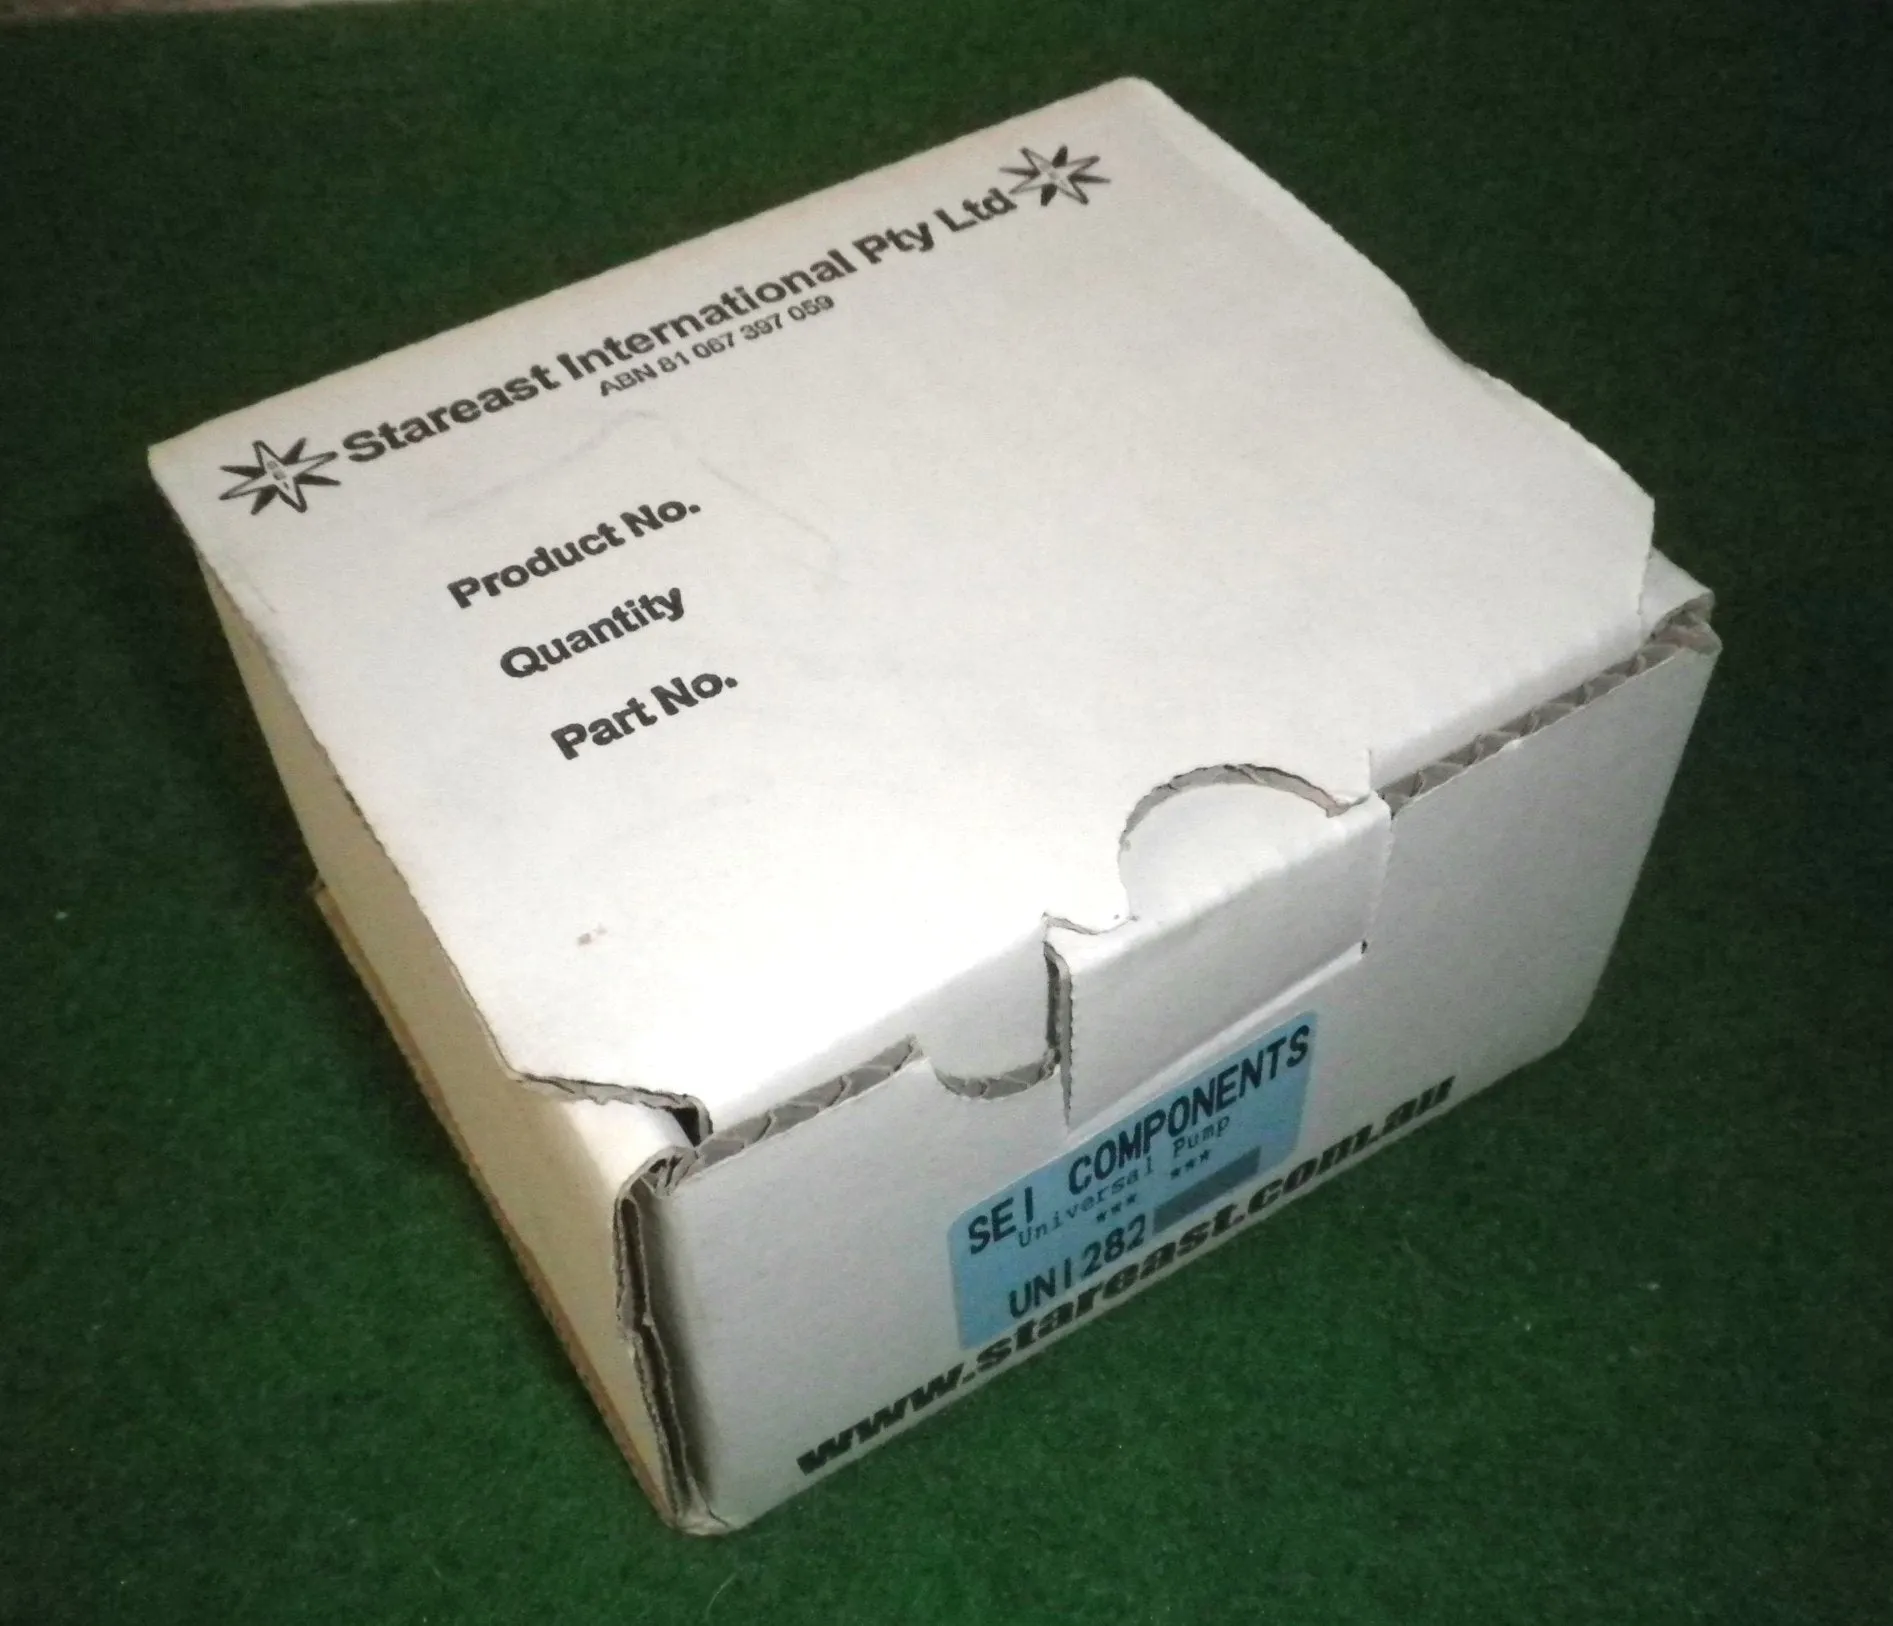 Stareast International Pty Ltd
ABN 81 067 397 059
Product No.
Quantity
Part No.
SEI COMPONENTS
Universal Pump
*** ***
UNI282
www.stareast.com.au